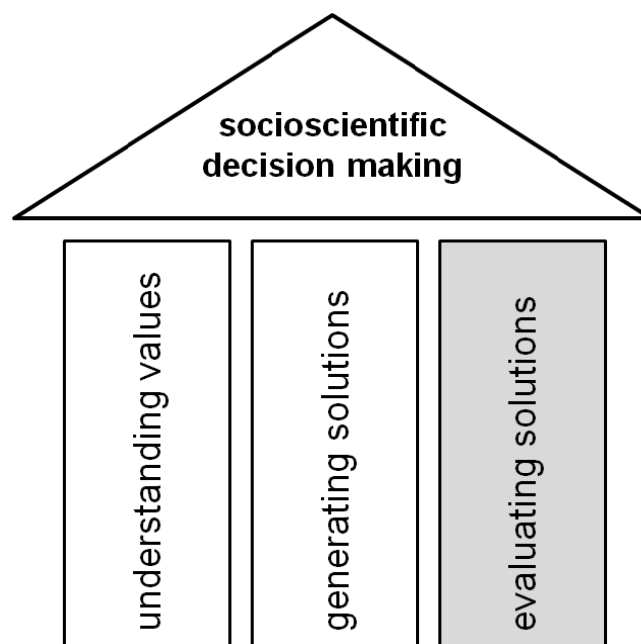 socioscientific
decision making
understanding values
generating solutions
evaluating solutions